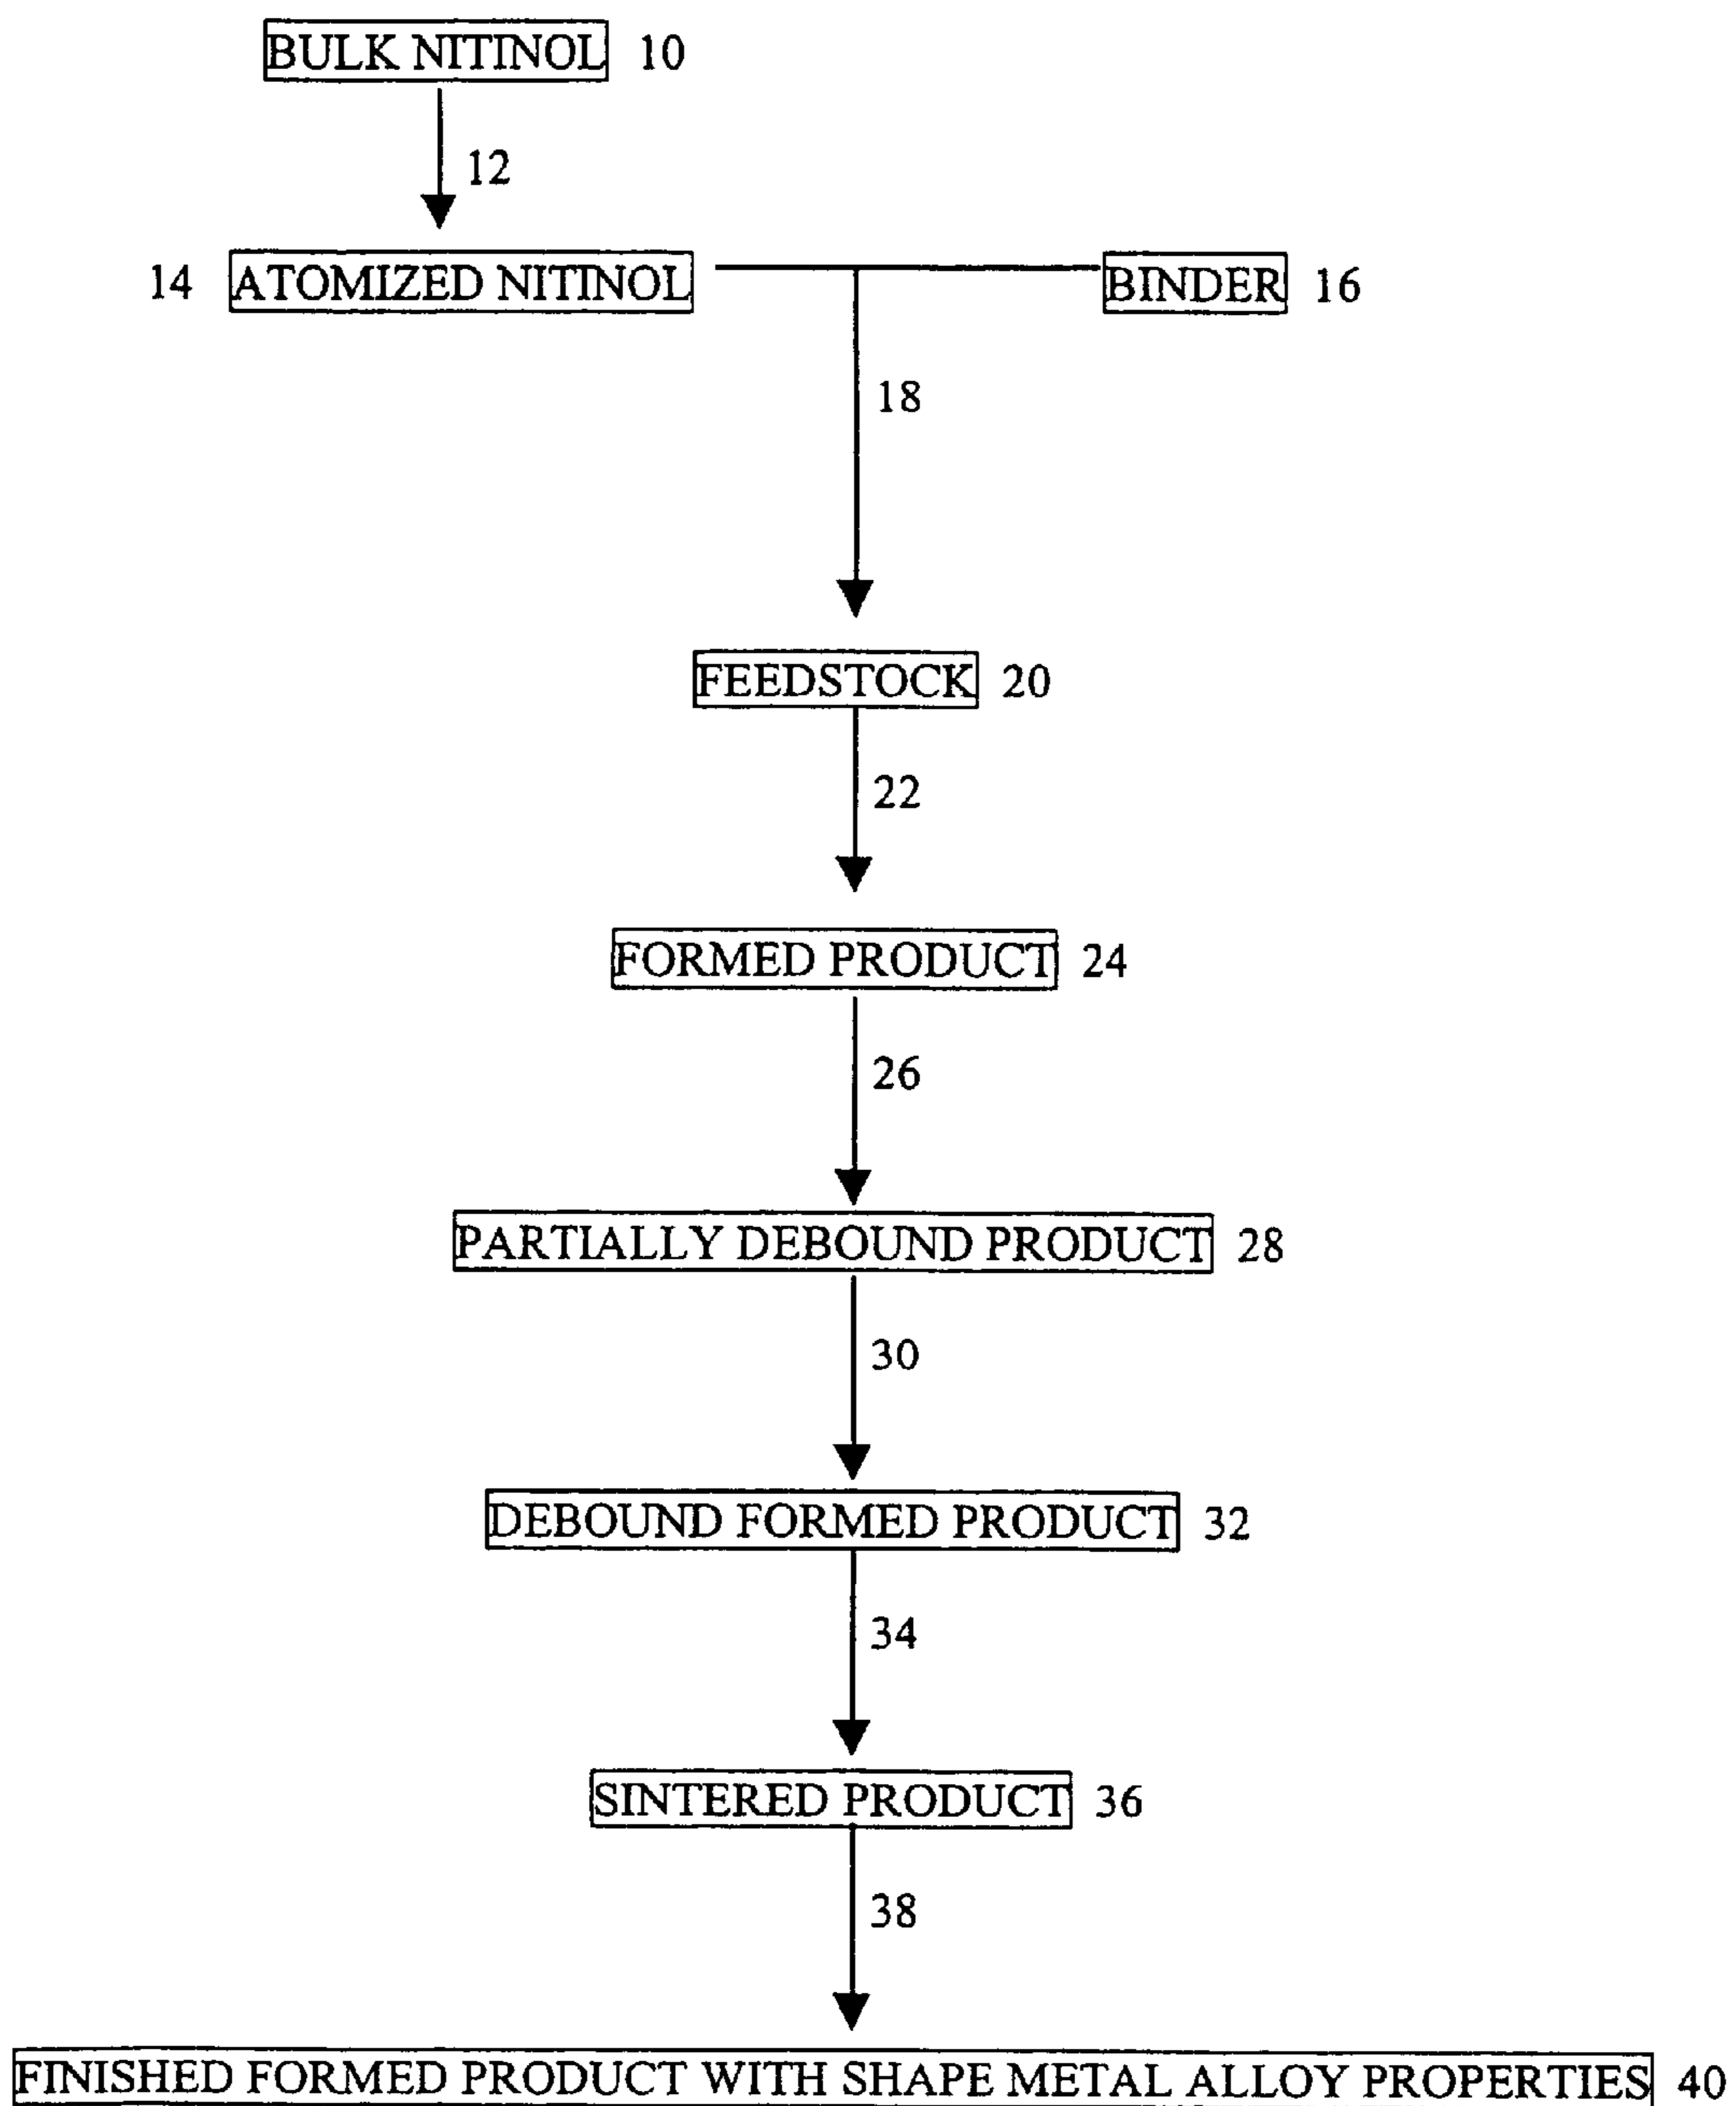 BULK NITINOL 10
12
14 ATOMIZED NITINOL BINDER 16
18
FEEDSTOCK 20
22
FORMED PRODUCT 24
26
PARTIALLY DEBOUND PRODUCT 28
30
DEBOUND FORMED PRODUCT 32
34
SINTERED PRODUCT 36
38
FINISHED FORMED PRODUCT WITH SHAPE METAL ALLOY PROPERTIES 40